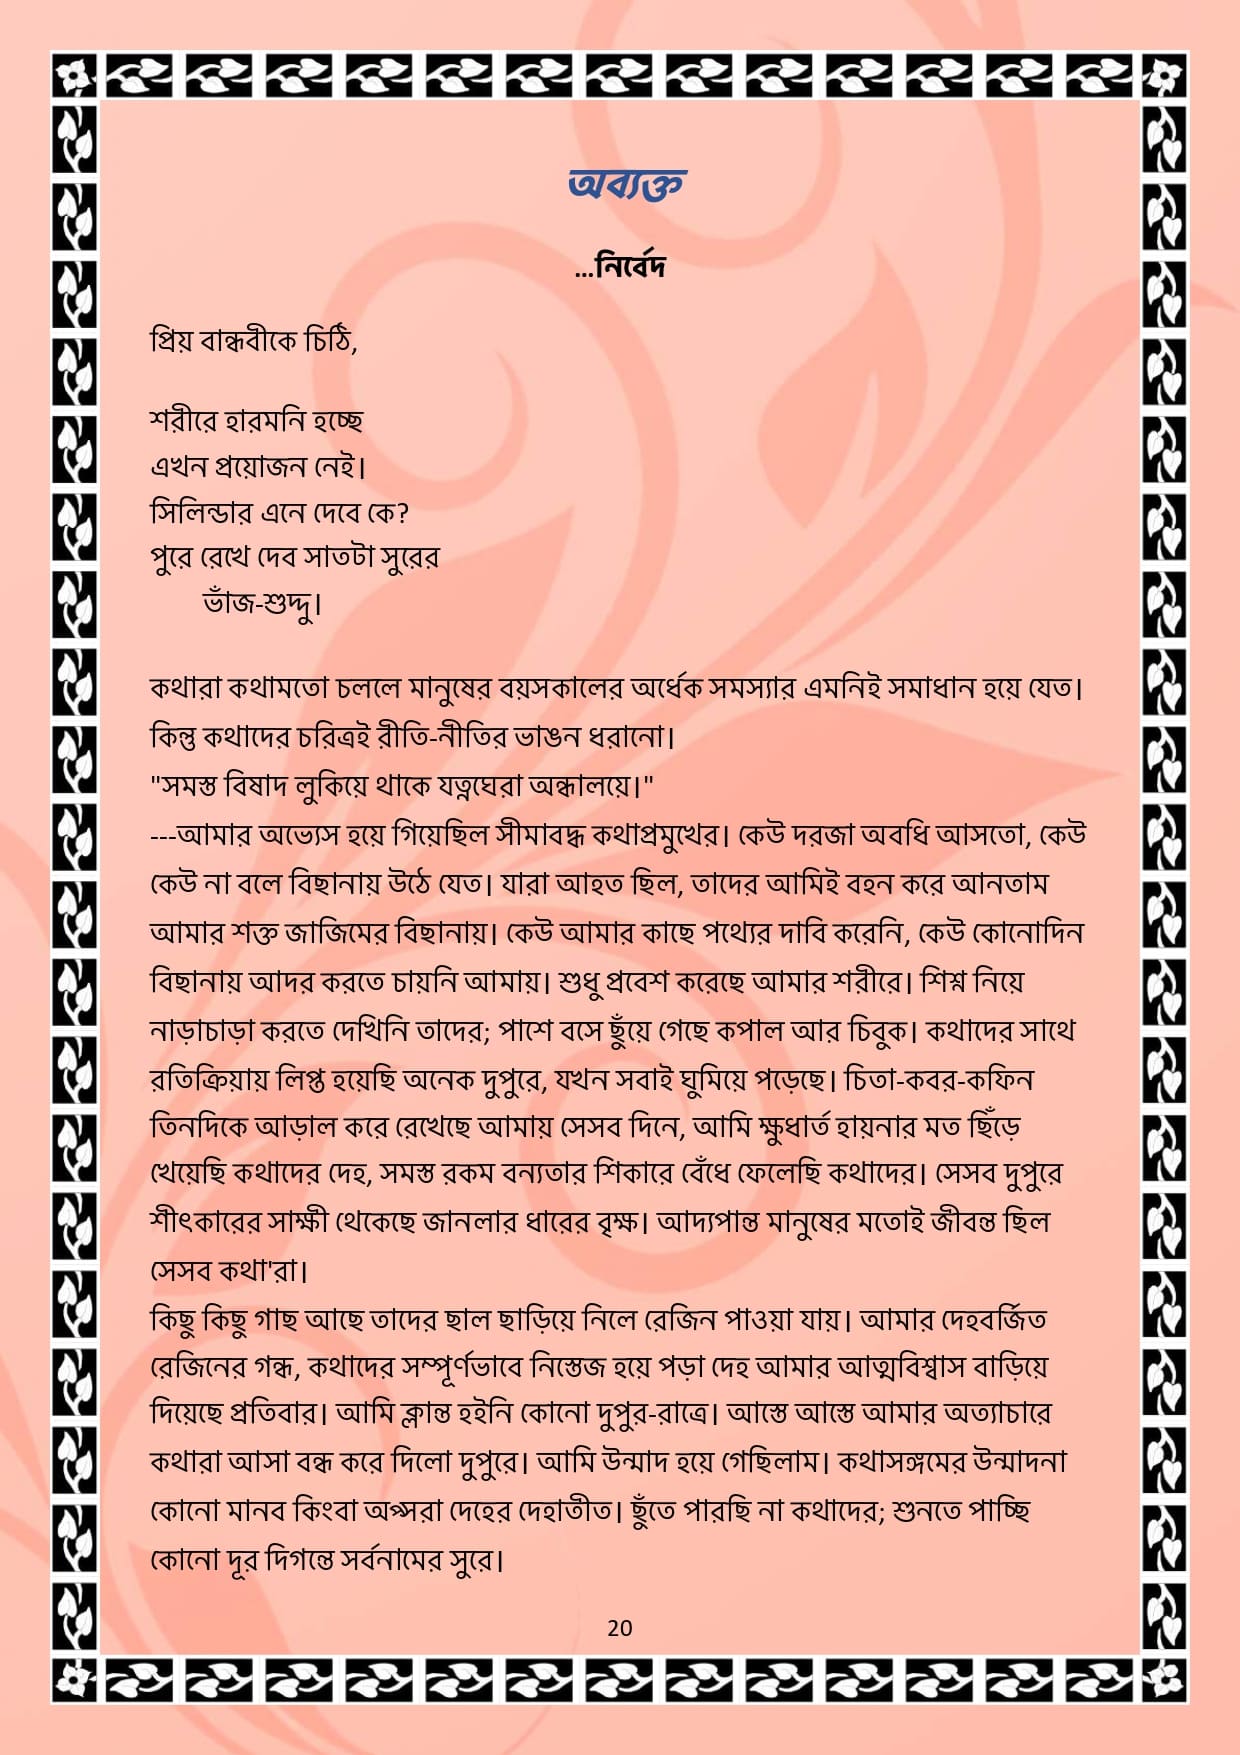 অব্যক্ত
...নির্বেদ
প্রিয় বান্ধবীকে চিঠি,
শরীরে হারমনি হচ্ছে
এখন প্রয়োজন নেই।
সিলিন্ডার এনে দেবে কে?
পুরে রেখে দেব সাতটা সুরের
ভাঁজ-শুদ্দু।
কথারা কথামতো চললে মানুষের বয়সকালের অর্ধেক সমস্যার এমনিই সমাধান হয়ে যেত।
কিন্তু কথাদের চরিত্রই রীতি-নীতির ভাঙন ধরানো।
"সমস্ত বিষাদ লুকিয়ে থাকে যত্নঘেরা অন্ধালয়ে।"
---আমার অভ্যেস হয়ে গিয়েছিল সীমাবদ্ধ কথাপ্রমুখের। কেউ দরজা অবধি আসতো, কেউ
কেউ না বলে বিছানায় উঠে যেত। যারা আহত ছিল, তাদের আমিই বহন করে আনতাম
আমার শক্ত জাজিমের বিছানায়। কেউ আমার কাছে পথ্যের দাবি করেনি, কেউ কোনোদিন
বিছানায় আদর করতে চায়নি আমায়। শুধু প্রবেশ করেছে আমার শরীরে। শিশ্ন নিয়ে
নাড়াচাড়া করতে দেখিনি তাদের; পাশে বসে ছুঁয়ে গেছে কপাল আর চিবুক। কথাদের সাথে
রতিক্রিয়ায় লিপ্ত হয়েছি অনেক দুপুরে, যখন সবাই ঘুমিয়ে পড়েছে। চিতা-কবর-কফিন
তিনদিকে আড়াল করে রেখেছে আমায় সেসব দিনে, আমি ক্ষুধার্ত হায়নার মত ছিঁড়ে
খেয়েছি কথাদের দেহ, সমস্ত রকম বন্যতার শিকারে বেঁধে ফেলেছি কথাদের। সেসব দুপুরে
শীৎকারের সাক্ষী থেকেছে জানলার ধারের বৃক্ষ। আদ্যপান্ত মানুষের মতোই জীবন্ত ছিল
সেসব কথা'রা।
কিছু কিছু গাছ আছে তাদের ছাল ছাড়িয়ে নিলে রেজিন পাওয়া যায়। আমার দেহবর্জিত
রেজিনের গন্ধ, কথাদের সম্পূর্ণভাবে নিস্তেজ হয়ে পড়া দেহ আমার আত্মবিশ্বাস বাড়িয়ে
দিয়েছে প্রতিবার। আমি ক্লান্ত হইনি কোনো দুপুর-রাত্রে। আস্তে আস্তে আমার অত্যাচারে
কথারা আসা বন্ধ করে দিলো দুপুরে। আমি উন্মাদ হয়ে গেছিলাম। কথাসঙ্গমের উন্মাদনা
কোনো মানব কিংবা অপ্সরা দেহের দেহাতীত। ছুঁতে পারছি না কথাদের; শুনতে পাচ্ছি
কোনো দূর দিগন্তে সর্বনামের সুরে।
20